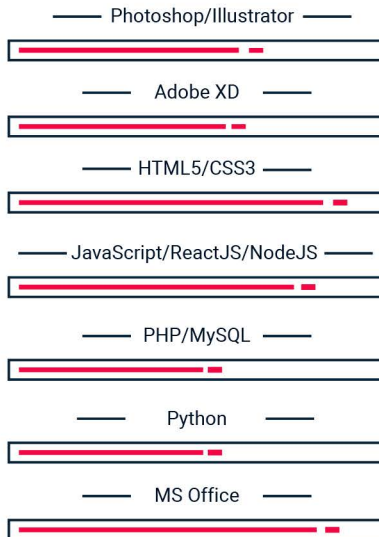 Photoshop/Illustrator
Adobe XD
HTML5/CSS3
JavaScript/ReactJS/NodeJS
PHP/MySQL
Python
MS Office